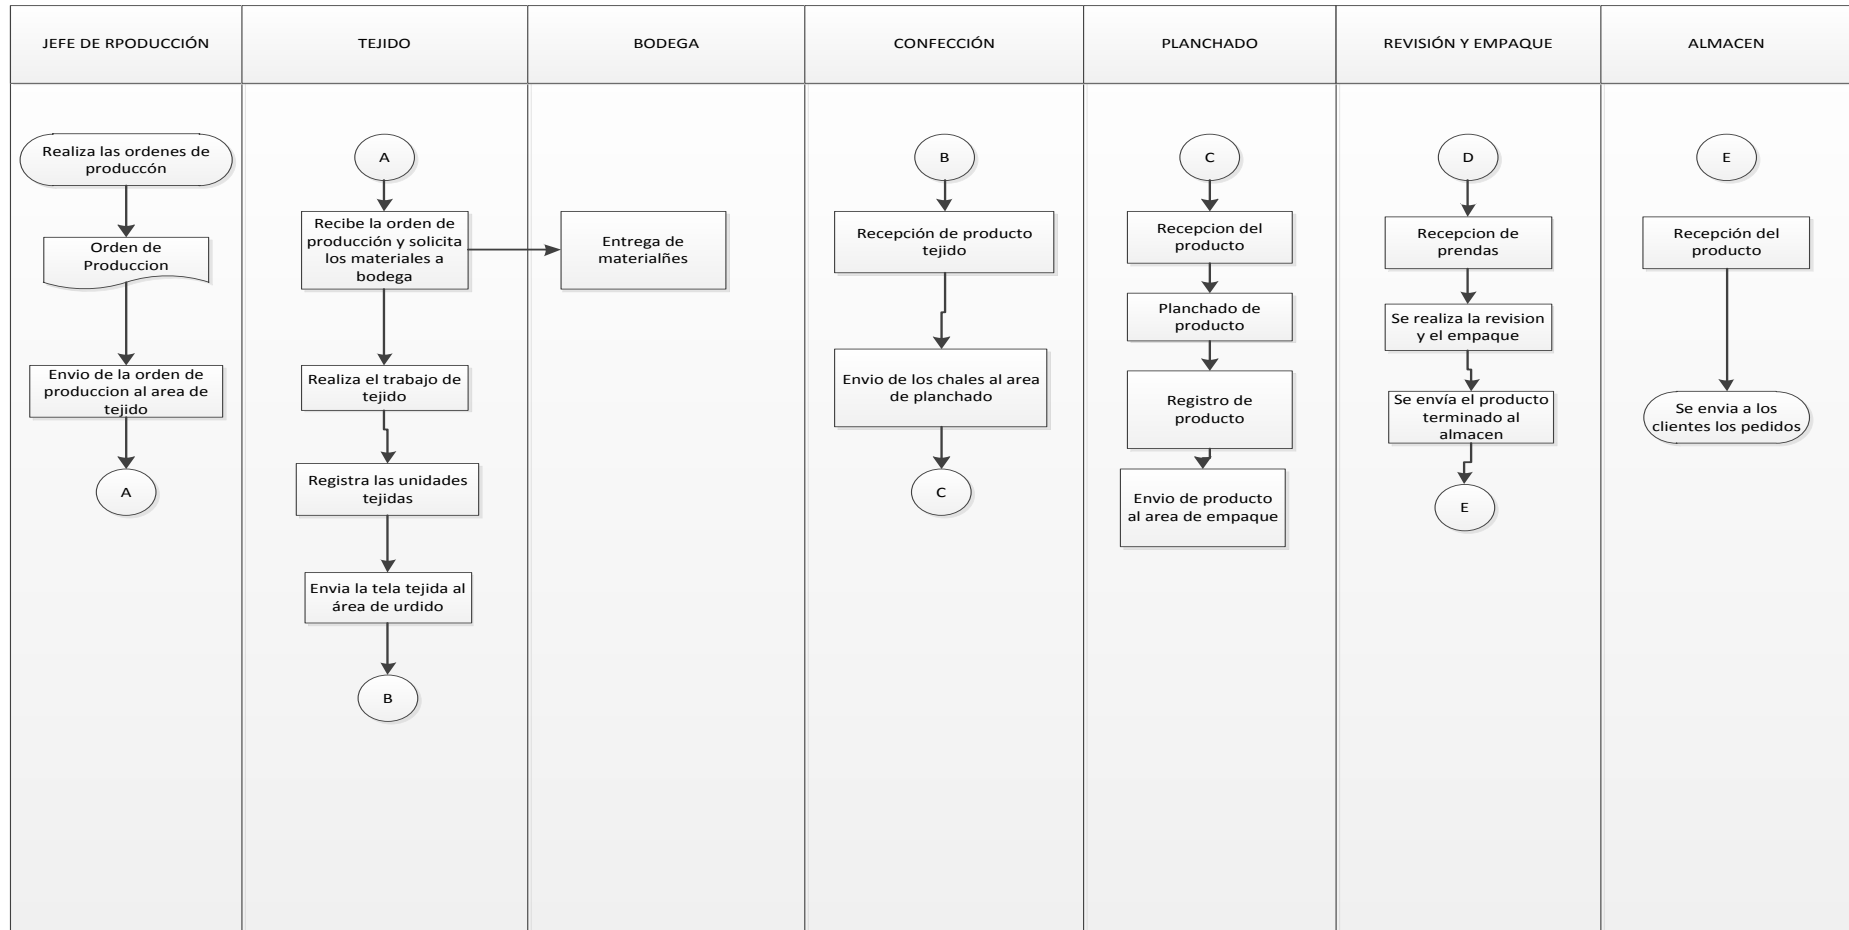 JEFE DE RPODUCCIÓN
TEJIDO
BODEGA
CONFECCIÓN
PLANCHADO
REVISIÓN Y EMPAQUE
ALMACEN
Realiza las ordenes de
produccón
Orden de
Produccion
Envio de la orden de
produccion al area de
tejido
A
A
Recibe la orden de
producción y solicita
los materiales a
bodega
Realiza el trabajo de
tejido
Registra las unidades
tejidas
Envia la tela tejida al
área de urdido
B
Entrega de
materialñes
B
Recepción de producto
tejido
Envio de los chales al area
de planchado
C
C
Recepcion del
producto
Planchado de
producto
Registro de
producto
Envio de producto
al area de empaque
D
Recepcion de
prendas
Se realiza la revision
y el empaque
Se envía el producto
terminado al
almacen
E
E
Recepción del
producto
Se envia a los
clientes los pedidos